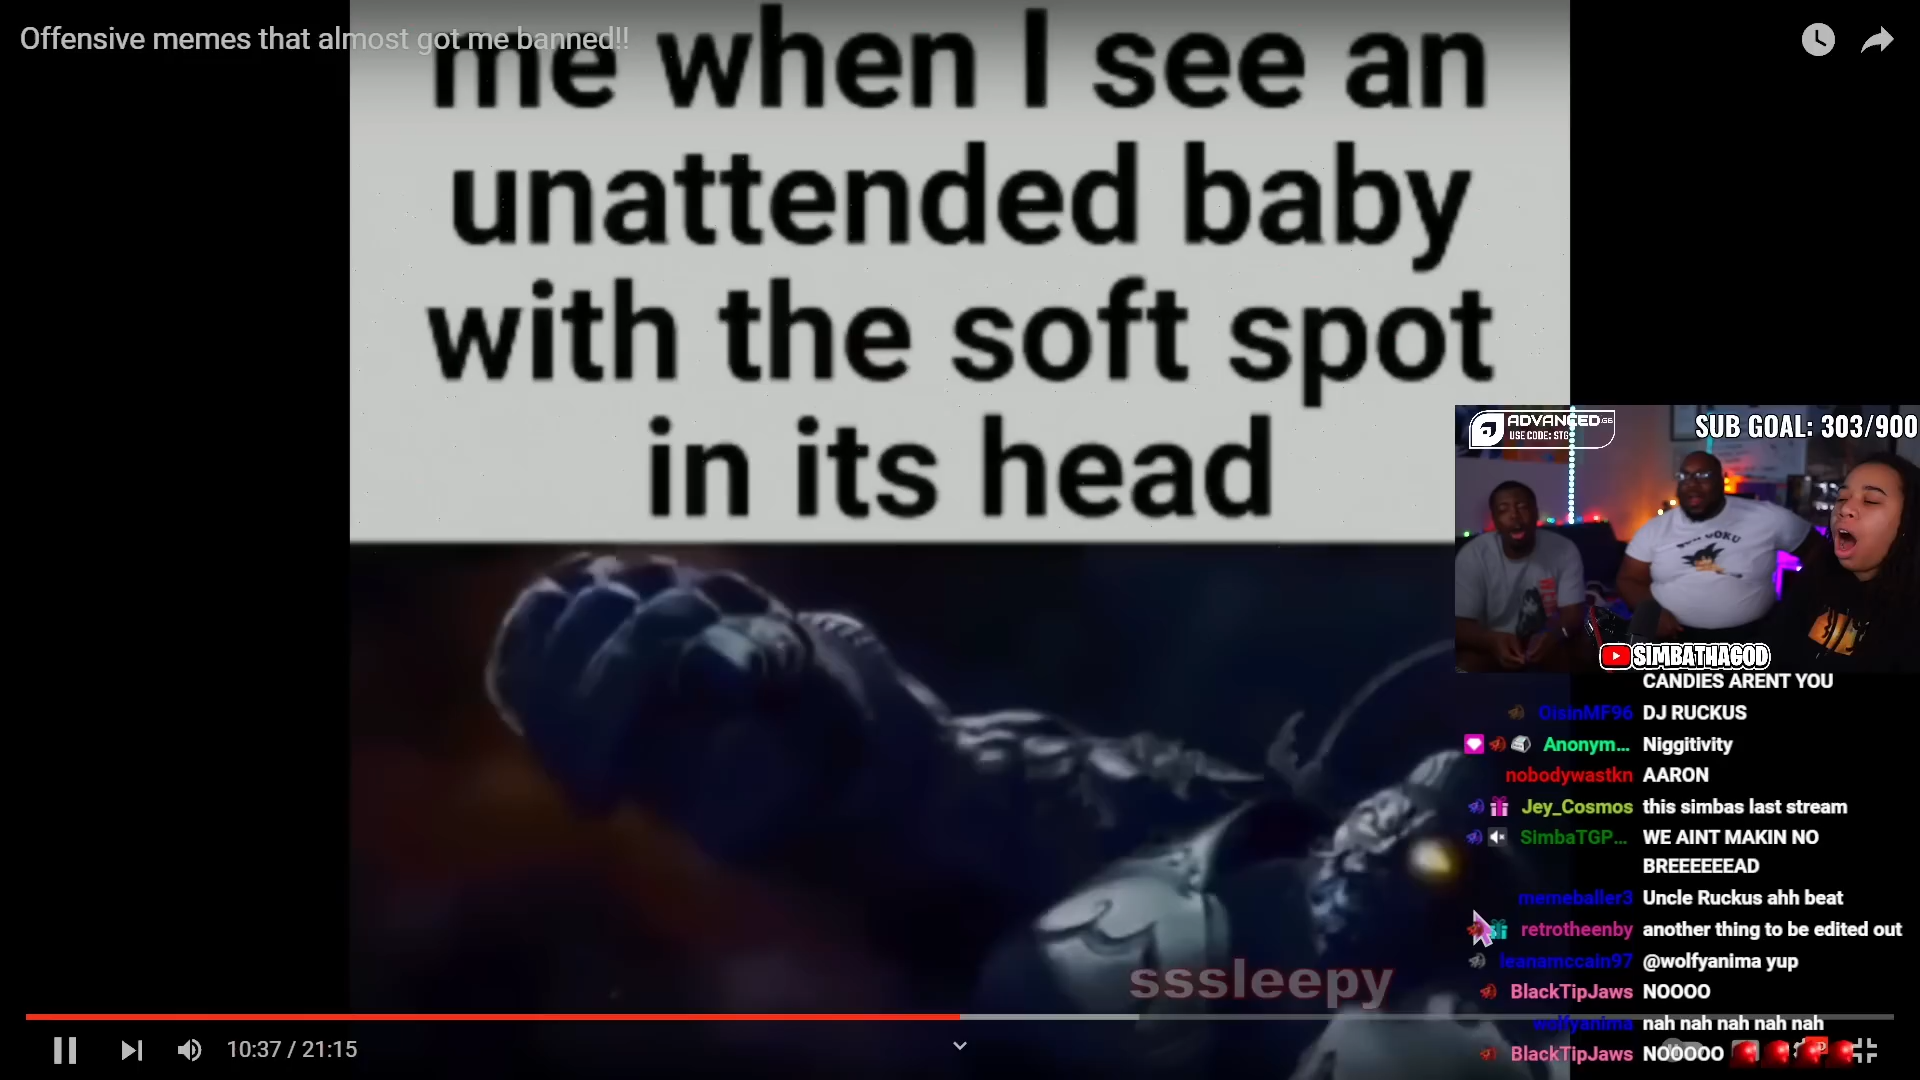 Offensive memes that almost got me banned!!
me when I see an
unattended baby
with the soft spot
in its head
sssleepy
10:37 / 21:15
ADVANCED.GG
USE CODE: STG
SUB GOAL: 303/900
SIMBATHAGOD
CANDIES ARENT YOU
OisinMF96 DJ RUCKUS
Anonym... Niggitivity
nobodywastkn AARON
Jey_Cosmos this simbas last stream
SimbaTGP... WE AINT MAKIN NO
BREEEEEEAD
memeballer3 Uncle Ruckus ahh beat
retrotheenby another thing to be edited out
leanamccain97 @wolfyanima yup
BlackTipJaws NOOOO
wolfyanima nah nah nah nah nah
BlackTipJaws NOOOOO